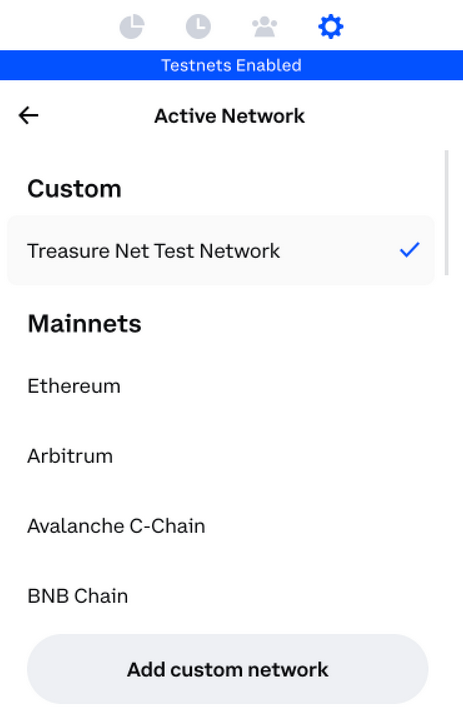 Testnets Enabled
Active Network
Custom
Treasure Net Test Network
Mainnets
Ethereum
Arbitrum
Avalanche C-Chain
BNB Chain
Add custom network